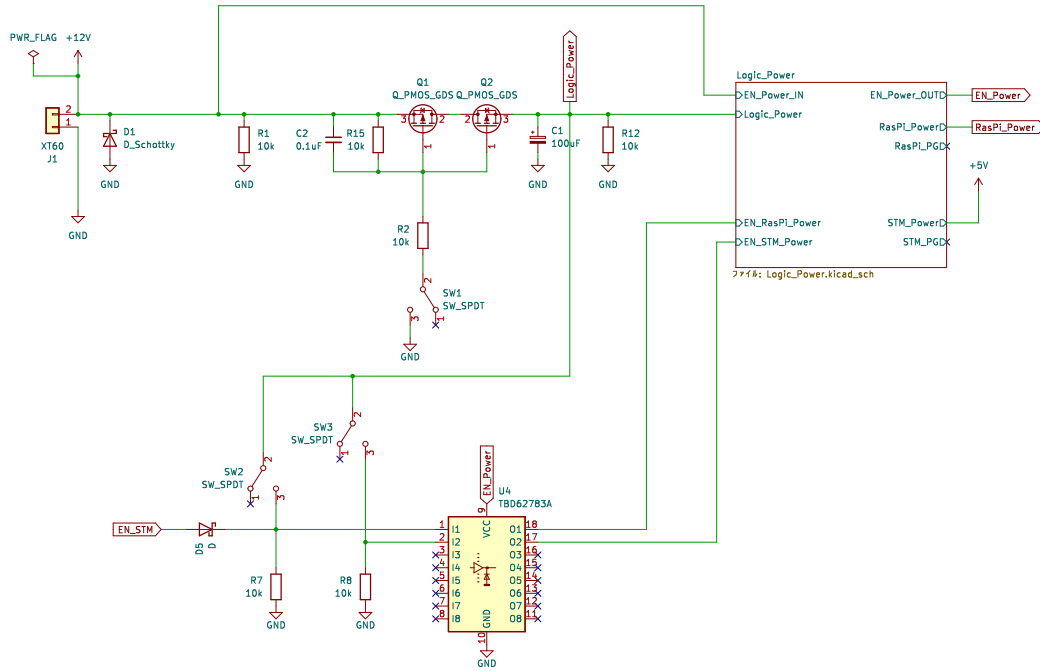 PWR_FLAG
+12V
2
1
XT60
J1
GND
D1
D_Schottky
GND
R1
10k
GND
C2
0.1uF
R15
10k
Q1
Q_PMOS_GDS
3
2
1
Q2
Q_PMOS_GDS
2
3
1
Logic_Power
C1
100uF
GND
R12
10k
GND
R2
10k
2
SW1
SW_SPDT
3
1
GND
Logic_Power
EN_Power_IN
Logic_Power
EN_RasPi_Power
EN_STM_Power
EN_Power_OUT
RasPi_Power
RasPi_PG
STM_Power
STM_PG
ファイル: Logic_Power.kicad_sch
EN_Power
RasPi_Power
+5V
SW3
SW_SPDT
2
1
3
SW2
SW_SPDT
2
1
3
EN_STM
D5
D
R7
10k
GND
R8
10k
GND
EN_Power
U4
TBD62783A
9
VCC
1 I1 O1 18
2 I2 O2 17
3 I3 O3 16
4 I4 O4 15
5 I5 O5 14
6 I6 O6 13
7 I7 O7 12
8 I8 O8 11
GND
10
GND